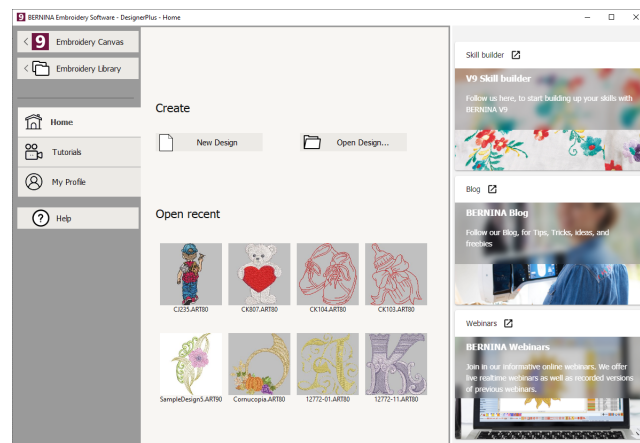 9 BERNINA Embroidery Software - DesignerPlus - Home
9 Embroidery Canvas
Embroidery Library
Home
Tutorials
My Profile
? Help
Create
New Design
Open Design...
Open recent
CJ235.ART80
CK807.ART80
CK104.ART80
CK103.ART80
SampleDesign5.ART90
Cornucopia.ART80
12772-01.ART80
12772-11.ART80
Skill builder
V9 Skill builder
Follow us here, to start building up your skills with
BERNINA V9
Blog
BERNINA Blog
Follow our Blog, for Tips, Tricks, ideas, and
freebies
Webinars
BERNINA Webinars
Join in our informative online webinars. We offer
live realtime webinars as well as recorded versions
of previous webinars.